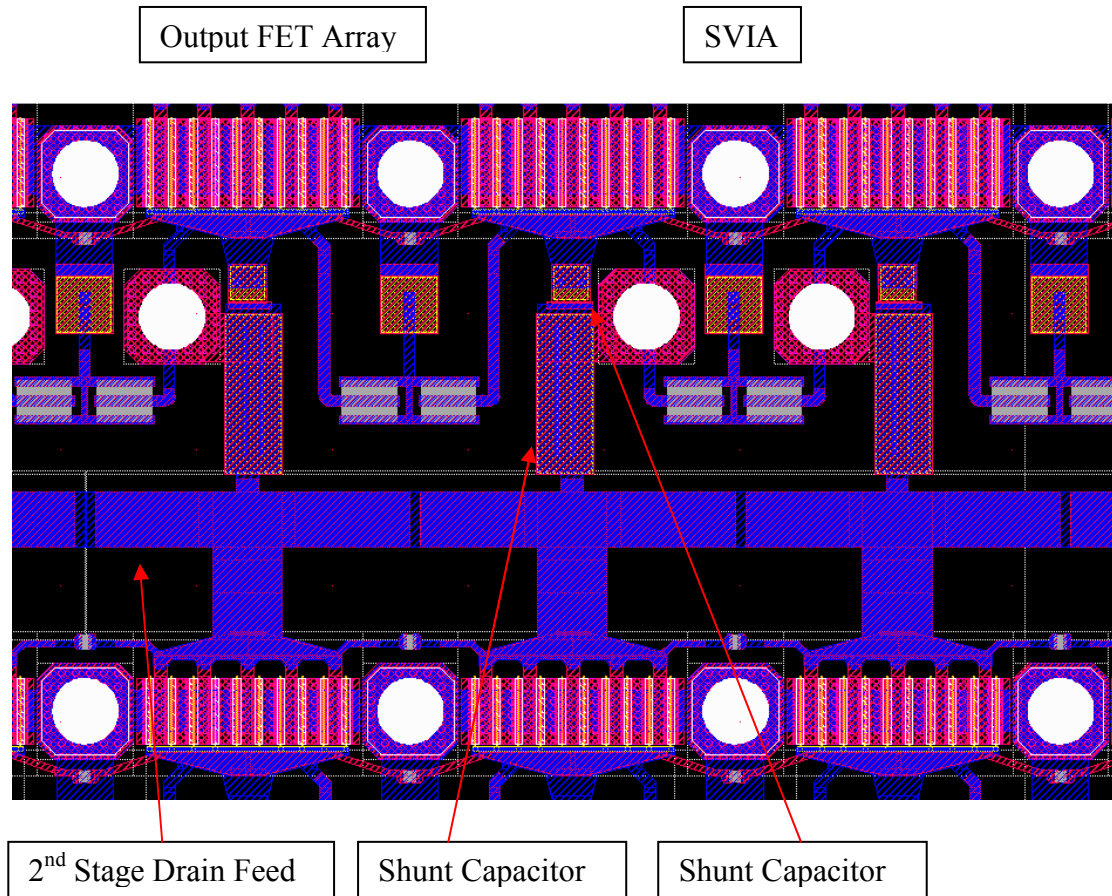 Output FET Array
SVIA
2nd Stage Drain Feed
Shunt Capacitor
Shunt Capacitor